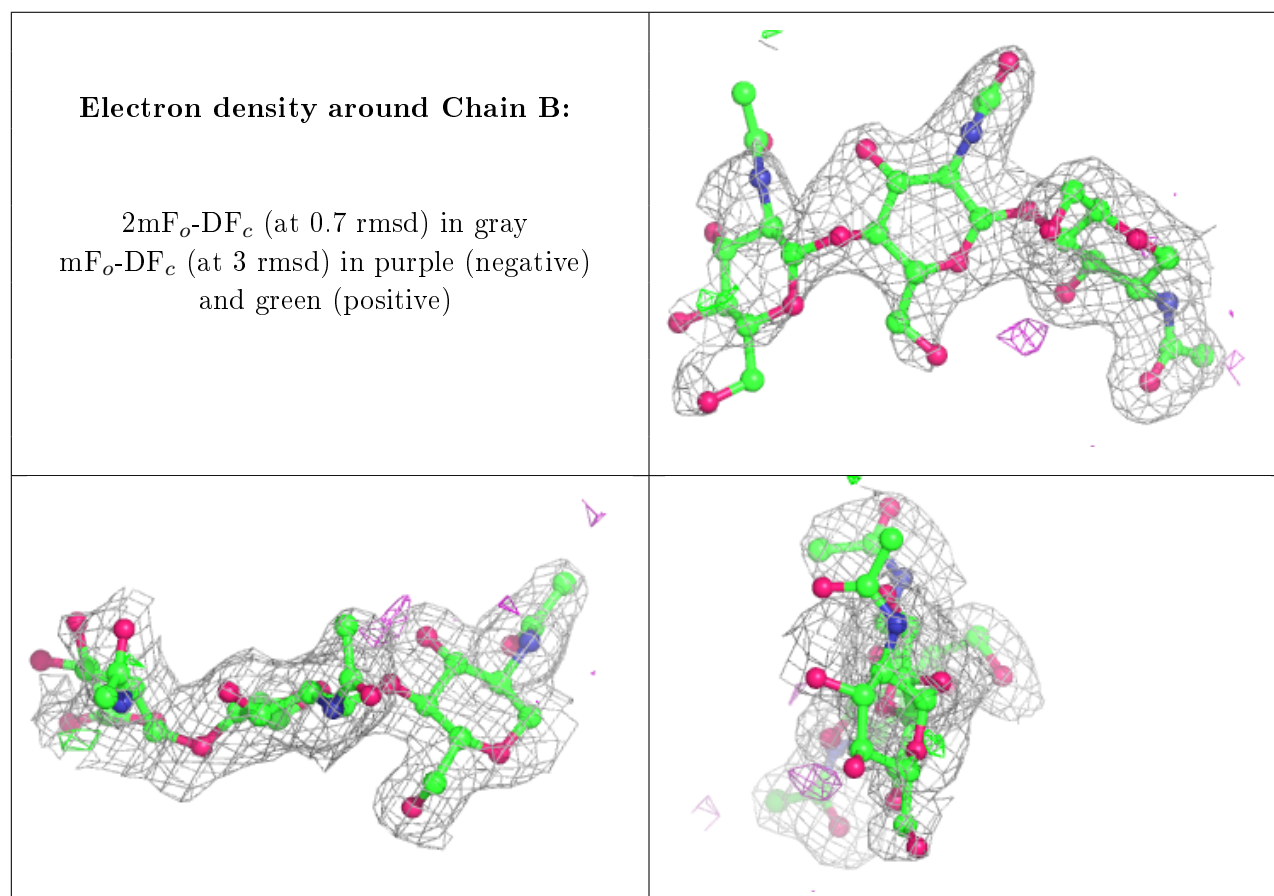 Electron density around Chain B:
2mFo-DFc (at 0.7 rmsd) in gray
mFo-DFc (at 3 rmsd) in purple (negative)
and green (positive)